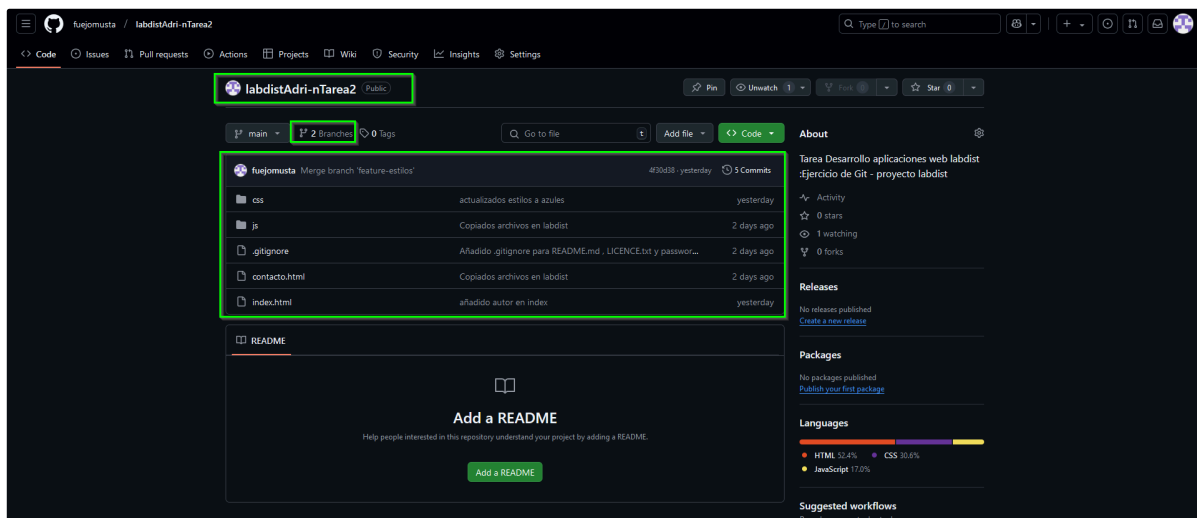 fuejomusta / labdistAdri-nTarea2
Type / to search
Code Issues Pull requests Actions Projects Wiki Security Insights Settings
labdistAdri-nTarea2 Public
Pin Unwatch 1 Fork 0 Star 0
main 2 Branches 0 Tags Go to file t Add file Code
fuejomusta Merge branch 'feature-estilos' 4f30d38 · yesterday 5 Commits
css actualizados estilos a azules yesterday
js Copiados archivos en labdist 2 days ago
.gitignore Añadido .gitignore para README.md , LICENCE.txt y passwor... 2 days ago
contacto.html Copiados archivos en labdist 2 days ago
index.html añadido autor en index yesterday
README
Add a README
Help people interested in this repository understand your project by adding a README.
Add a README
About
Tarea Desarrollo aplicaciones web labdist
:Ejercicio de Git - proyecto labdist
Activity
0 stars
1 watching
0 forks
Releases
No releases published
Create a new release
Packages
No packages published
Publish your first package
Languages
HTML 52.4% CSS 30.6%
JavaScript 17.0%
Suggested workflows